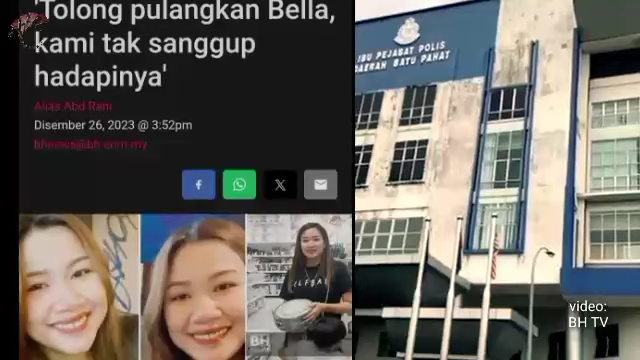 'Tolong pulangkan Bella,
kami tak sanggup
hadapinya'
Alias Abd Rani
Disember 26, 2023 @ 3:52pm
bhnews@bh.com.my
BH
IBU PEJABAT POLIS
DAERAH BATU PAHAT
video:
BH TV